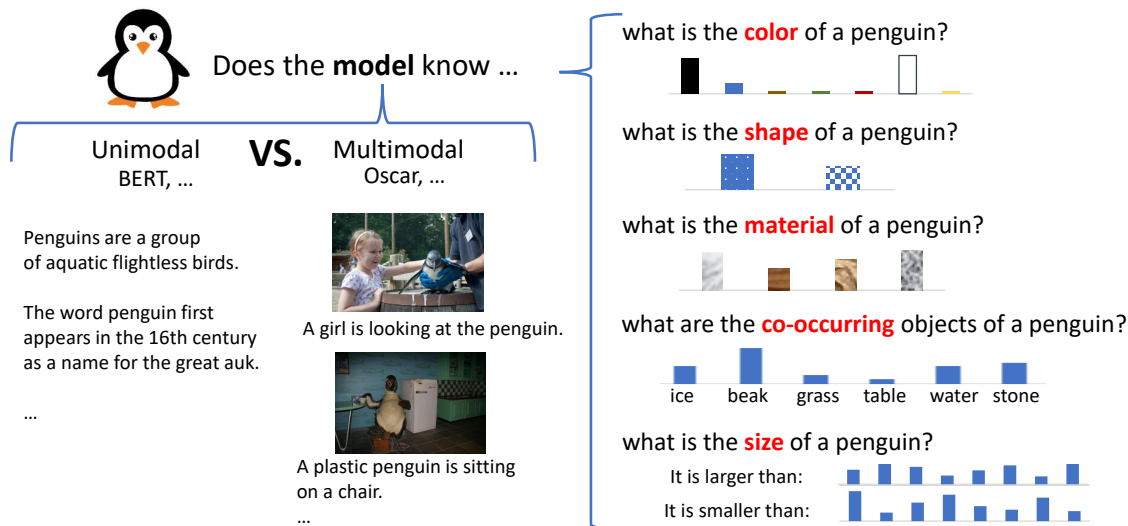 Does the model know …
Unimodal
BERT, …
VS.
Multimodal
Oscar, …
Penguins are a group
of aquatic flightless birds.
The word penguin first
appears in the 16th century
as a name for the great auk.
…
A girl is looking at the penguin.
A plastic penguin is sitting
on a chair.
…
what is the color of a penguin?
what is the shape of a penguin?
what is the material of a penguin?
what are the co-occurring objects of a penguin?
ice beak grass table water stone
what is the size of a penguin?
It is larger than:
It is smaller than: